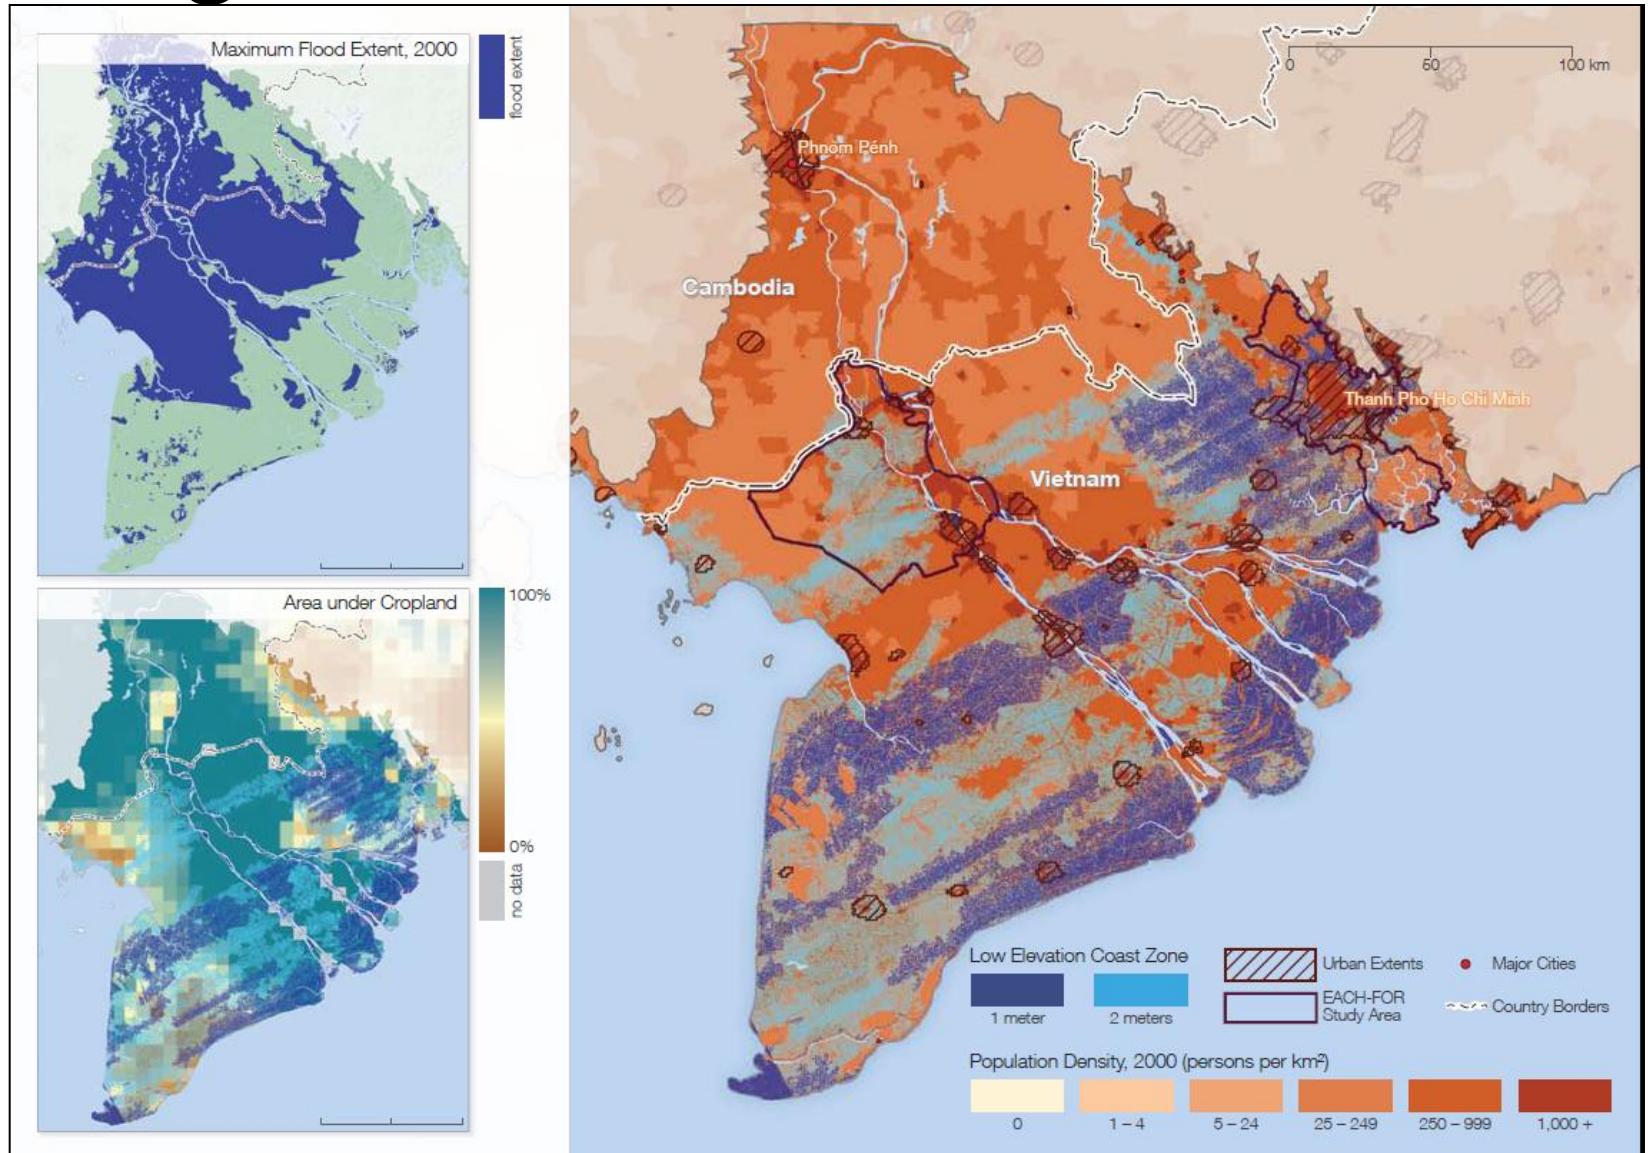 Maximum Flood Extent, 2000
flood extent
Area under Cropland
100%
0%
no data
0
50
100 km
Phnom Pénh
Cambodia
Thanh Pho Ho Chi Minh
Vietnam
Low Elevation Coast Zone
1 meter
2 meters
Urban Extents
Major Cities
EACH-FOR
Study Area
Country Borders
Population Density, 2000 (persons per km²)
0
1 – 4
5 – 24
25 – 249
250 – 999
1,000 +